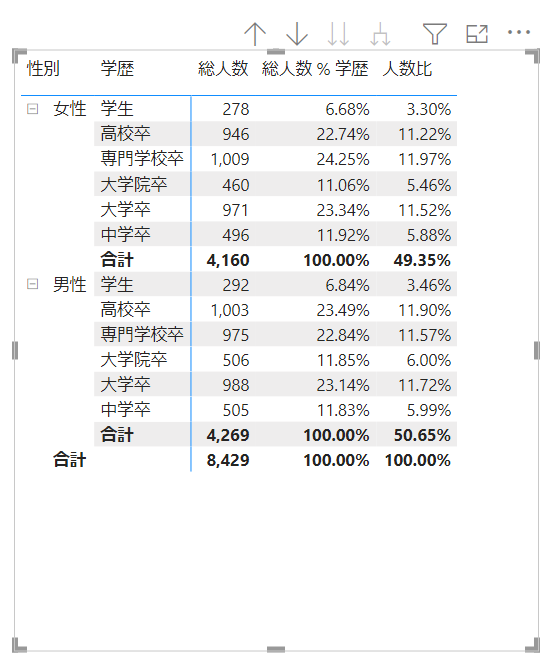 性別 学歴 総人数 総人数 % 学歴 人数比
女性 学生 278 6.68% 3.30%
高校卒 946 22.74% 11.22%
専門学校卒 1,009 24.25% 11.97%
大学院卒 460 11.06% 5.46%
大学卒 971 23.34% 11.52%
中学卒 496 11.92% 5.88%
合計 4,160 100.00% 49.35%
男性 学生 292 6.84% 3.46%
高校卒 1,003 23.49% 11.90%
専門学校卒 975 22.84% 11.57%
大学院卒 506 11.85% 6.00%
大学卒 988 23.14% 11.72%
中学卒 505 11.83% 5.99%
合計 4,269 100.00% 50.65%
合計 8,429 100.00% 100.00%